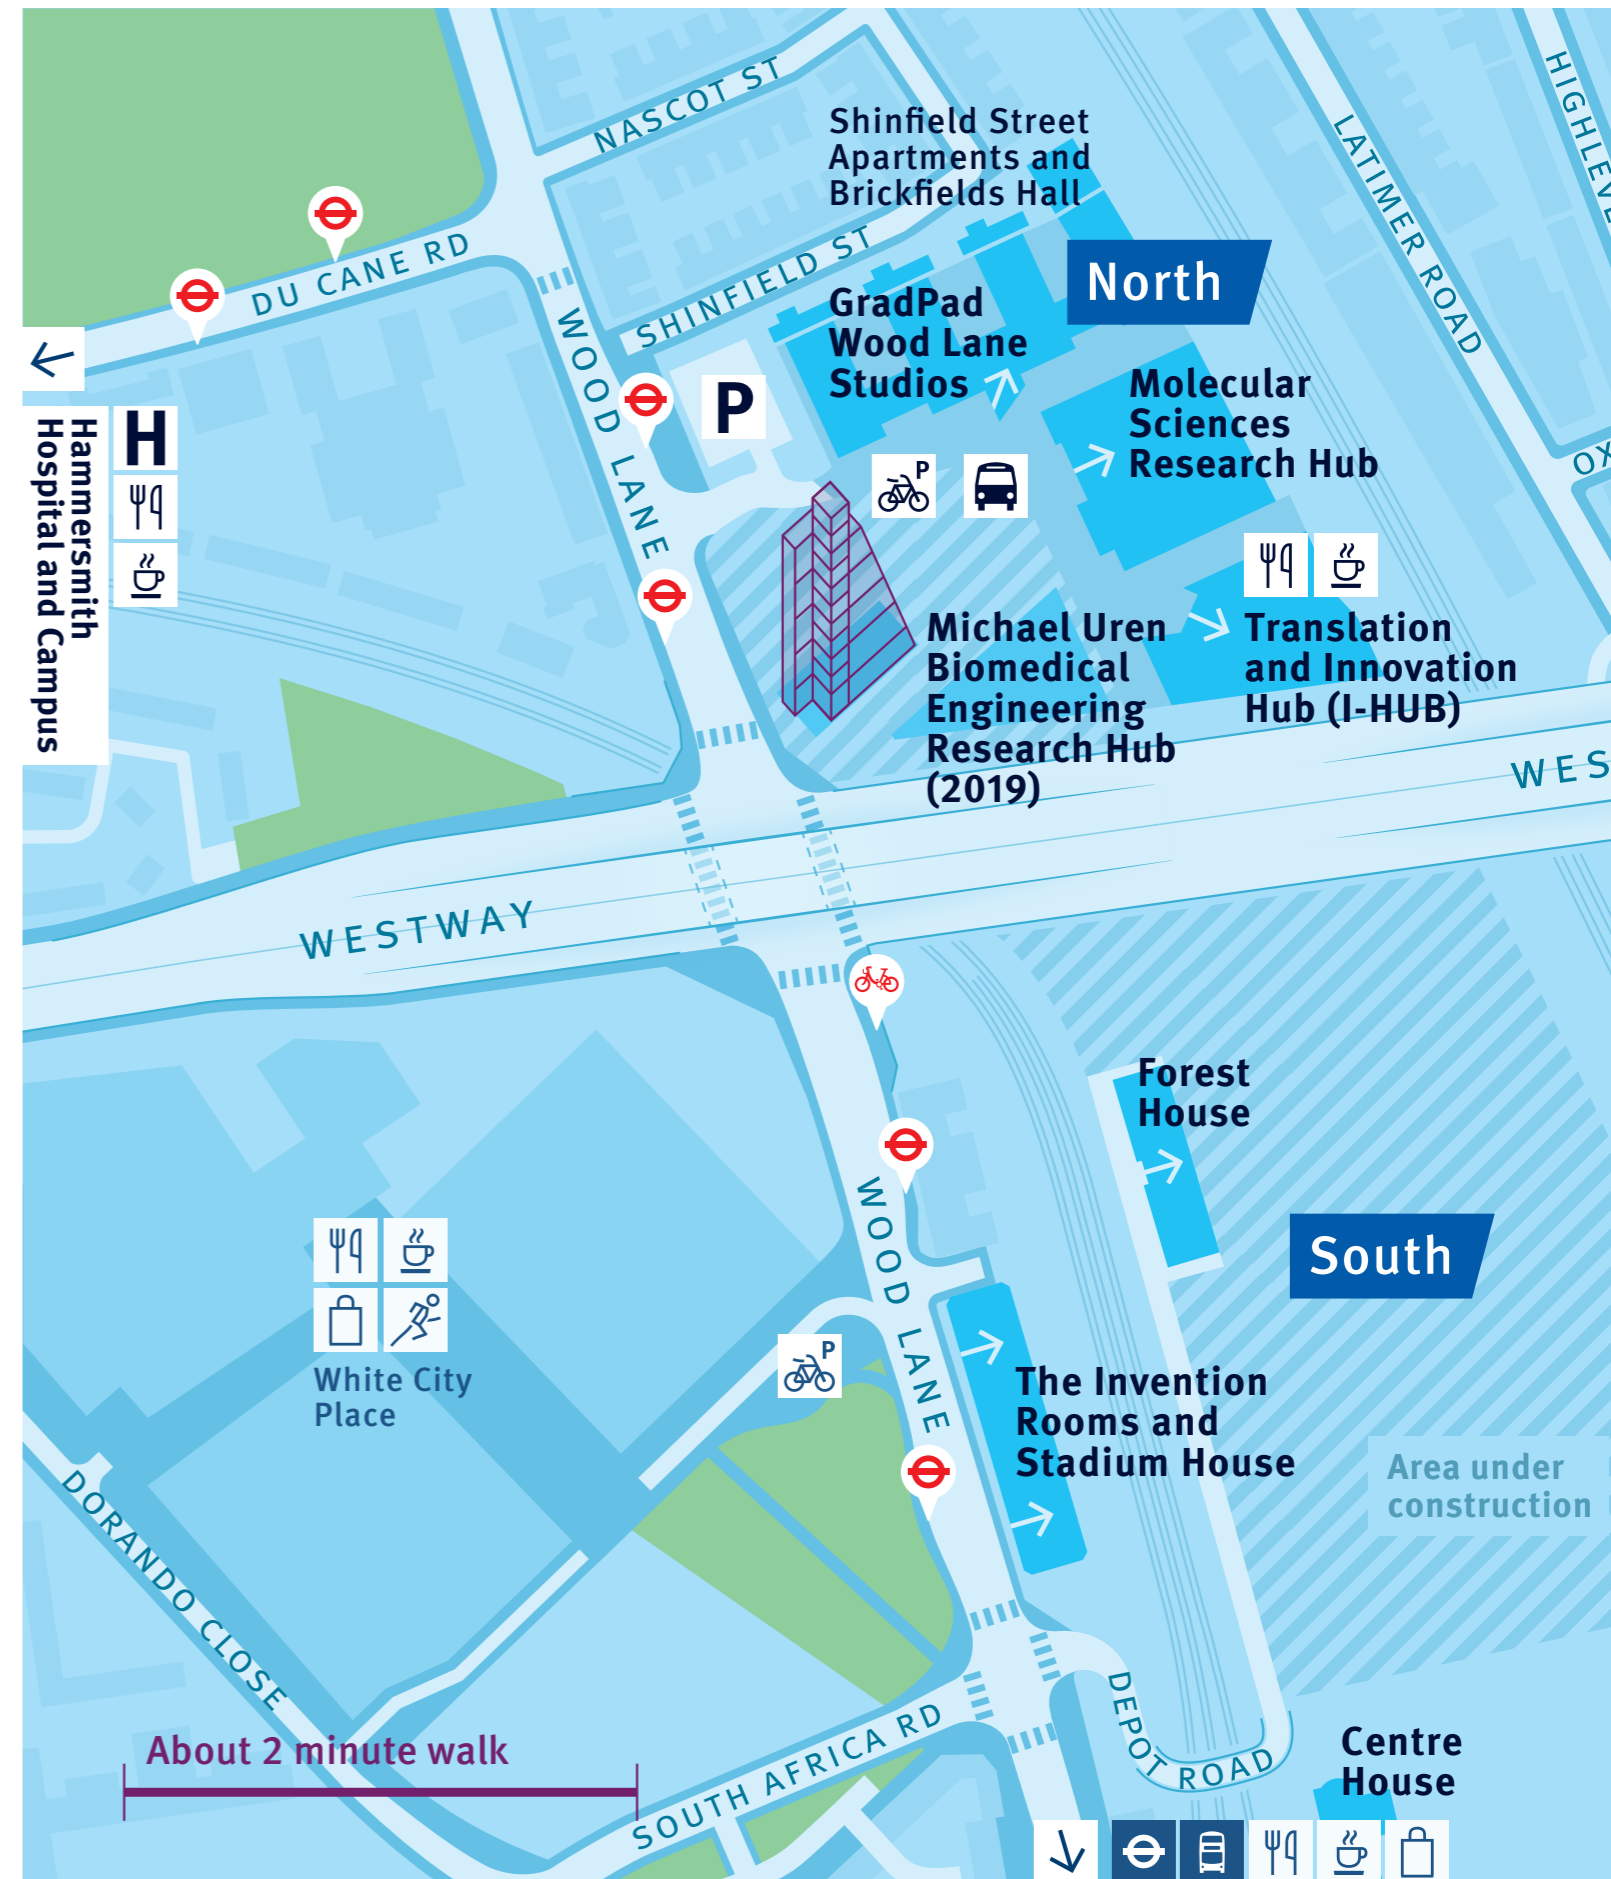 NASCOT ST
Shinfield Street
Apartments and
Brickfields Hall
HIGHLEVE
LATIMER ROAD
DU CANE RD
SHINFIELD ST
North
GradPad
Wood Lane
Studios
WOOD LANE
P
Molecular
Sciences
Research Hub
OX
H
Hammersmith
Hospital and Campus
P
Michael Uren
Biomedical
Engineering
Research Hub
(2019)
Translation
and Innovation
Hub (I-HUB)
WES
WESTWAY
Forest
House
South
WOOD LANE
White City
Place
P
The Invention
Rooms and
Stadium House
Area under
construction
DORANDO CLOSE
About 2 minute walk
SOUTH AFRICA RD
DEPOT ROAD
Centre
House